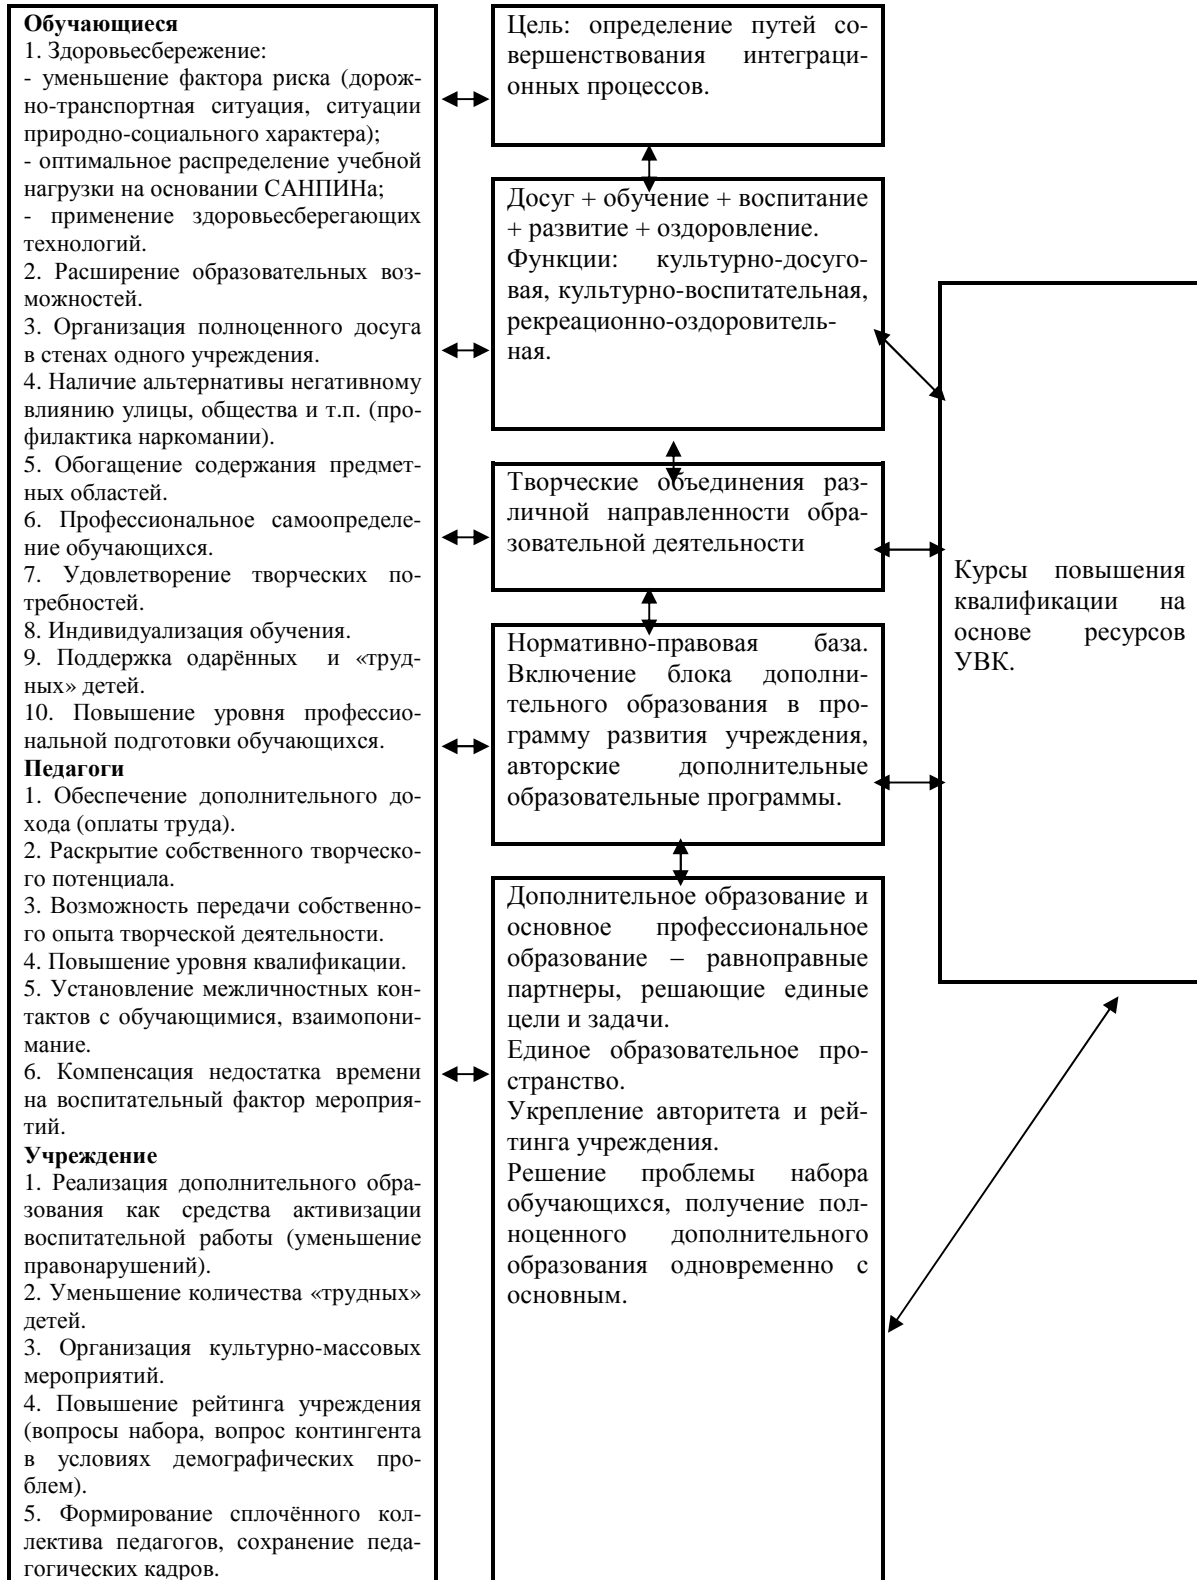 Обучающиеся
1. Здоровьесбережение:
- уменьшение фактора риска (дорож-
но-транспортная ситуация, ситуации
природно-социального характера);
- оптимальное распределение учебной
нагрузки на основании САНПИНа;
- применение здоровьесберегающих
технологий.
2. Расширение образовательных воз-
можностей.
3. Организация полноценного досуга
в стенах одного учреждения.
4. Наличие альтернативы негативному
влиянию улицы, общества и т.п. (про-
филактика наркомании).
5. Обогащение содержания предмет-
ных областей.
6. Профессиональное самоопределе-
ние обучающихся.
7. Удовлетворение творческих по-
требностей.
8. Индивидуализация обучения.
9. Поддержка одарённых и «труд-
ных» детей.
10. Повышение уровня профессио-
нальной подготовки обучающихся.
Педагоги
1. Обеспечение дополнительного до-
хода (оплаты труда).
2. Раскрытие собственного творческо-
го потенциала.
3. Возможность передачи собственно-
го опыта творческой деятельности.
4. Повышение уровня квалификации.
5. Установление межличностных кон-
тактов с обучающимися, взаимопони-
мание.
6. Компенсация недостатка времени
на воспитательный фактор мероприя-
тий.
Учреждение
1. Реализация дополнительного обра-
зования как средства активизации
воспитательной работы (уменьшение
правонарушений).
2. Уменьшение количества «трудных»
детей.
3. Организация культурно-массовых
мероприятий.
4. Повышение рейтинга учреждения
(вопросы набора, вопрос контингента
в условиях демографических про-
блем).
5. Формирование сплочённого кол-
лектива педагогов, сохранение педа-
гогических кадров.
Цель: определение путей со-
вершенствования интеграци-
онных процессов.
Досуг + обучение + воспитание
+ развитие + оздоровление.
Функции: культурно-досуго-
вая, культурно-воспитательная,
рекреационно-оздоровитель-
ная.
Творческие объединения раз-
личной направленности обра-
зовательной деятельности
Нормативно-правовая база.
Включение блока дополни-
тельного образования в про-
грамму развития учреждения,
авторские дополнительные
образовательные программы.
Дополнительное образование и
основное профессиональное
образование – равноправные
партнеры, решающие единые
цели и задачи.
Единое образовательное про-
странство.
Укрепление авторитета и рей-
тинга учреждения.
Решение проблемы набора
обучающихся, получение пол-
ноценного дополнительного
образования одновременно с
основным.
Курсы повышения
квалификации на
основе ресурсов
УВК.